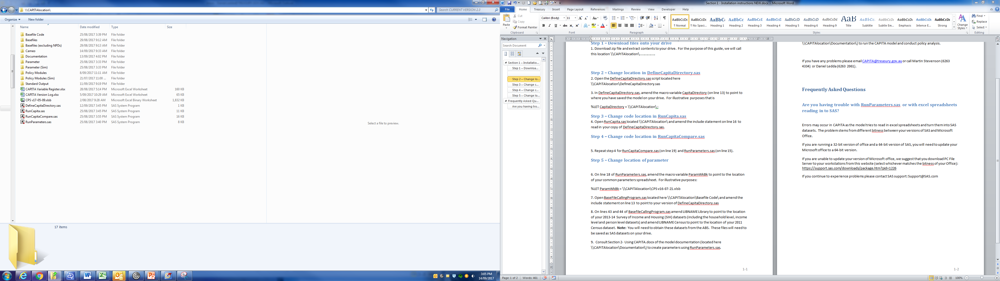 \\CAPITAlocation\
Search CURRENT VERSION 2.3
Organize
New folder
Name Date modified Type Size
Basefile Code 25/08/2017 3:39 PM File folder
Basefiles 29/08/2017 9:12 AM File folder
Basefiles (excluding NPDs) 29/08/2017 9:13 AM File folder
Cameo 14/09/2017 9:33 AM File folder
Documentation 13/09/2017 4:02 PM File folder
Parameter 25/08/2017 3:33 PM File folder
Parameter (Sim) 25/08/2017 3:33 PM File folder
Policy Modules 8/09/2017 11:11 AM File folder
Policy Modules (Sim) 21/07/2017 11:00 ... File folder
Standard Output 11/09/2017 9:19 PM File folder
CAPITA Variable Register.xlsx 28/08/2017 5:14 PM Microsoft Excel Worksheet 160 KB
CAPITA Version Log.xlsx 5/09/2017 10:29 AM Microsoft Excel Worksheet 65 KB
CPS v17-05-09.xlsb 2/08/2017 9:28 AM Microsoft Excel Binary Worksheet 1,832 KB
DefineCapitaDirectory.sas 12/09/2017 3:45 PM SAS System Program 1 KB
RunCapita.sas 25/08/2017 3:45 PM SAS System Program 11 KB
RunCapitaCompare.sas 25/08/2017 3:55 PM SAS System Program 16 KB
RunParameters.sas 25/08/2017 3:40 PM SAS System Program 8 KB
Select a file to preview.
17 items
3:05 PM
14/09/2017
Section 1 - Installation instructions NEW.docx - Microsoft Word
File Home Treasury Insert Page Layout References Mailings Review View Developer Help
Paste
Cut
Copy
Format Painter
Clipboard
Calibri (Body) 11
Font
Paragraph
¶ Normal
¶ No Spaci...
Heading 1
Heading 2
Heading 3
Heading 4
Heading 5
Heading 6
Heading 9
Title
Subtitle
Subtle Em...
Emphasis
Intense E...
Strong
Change Styles
Styles
Find
Replace
Select
Editing
Navigation
Search Document
Section 1 – Installatio...
Step 1 – Downloa...
Step 2 – Change lo...
Step 3 – Change c...
Step 4 – Change c...
Step 5 – Change lo...
Frequently Asked Qu...
Are you having tro...
Step 1 – Download files onto your drive
1. Download zip file and extract contents to your drive. For the purpose of this guide, we will call
this location \\CAPITAlocation\................
Step 2 – Change location in DefineCapitaDirectory.sas
2. Open the DefineCapitaDirectory.sas script located here
\\CAPITAlocation\DefineCapitaDirectory.sas
3. In DefineCapitaDirectory.sas, amend the macro variable CapitaDirectory (on line 13) to point to
where you have saved the model on your drive. For illustrative purposes that is
%LET CapitaDirectory = \\CAPITAlocation\ ;
Step 3 – Change code location in RunCapita.sas
4. Open RunCapita.sas located \\CAPITAlocation\ and amend the include statement on line 16 to
read in your copy of DefineCapitaDirectory.sas.
Step 4 – Change code location in RunCapitaCompare.sas
5. Repeat step 4 for RunCapitaCompare.sas (on line 19) and RunParameters.sas (on line 15).
Step 5 – Change location of parameter
6. On line 18 of RunParameters.sas, amend the macro variable ParamWkBk to point to the location
of your common parameters spreadsheet. For illustrative purposes:
%LET ParamWkBk = \\CAPITAlocation\CPS v16-07-21.xlsb
7. Open BaseFileCallingProgram.sas located here \\CAPITAlocation\Basefile Code\ and amend the
include statement on line 13 to point to your version of DefineCapitaDirectory.sas
8. On lines 43 and 44 of BasefileCallingProgram.sas amend LIBNAME Library to point to the location
of your 2013-14 Survey of Income and Housing (SIH) datasets (including the household level, income
level and person level datasets) and amend LIBNAME Census to point to the location of your 2011
Census dataset. Note: You will need to obtain these datasets from the ABS. These files will need to
be saved as SAS datasets on your drive.
9. Consult Section 2- Using CAPITA.docx of the model documentation (located here
\\CAPITAlocation\Documentation\) to create parameters using RunParameters.sas.
1-1
\\CAPITAlocation\Documentation\) to run the CAPITA model and conduct policy analysis.
If you have any problems please email CAPITA@treasury.gov.au or call Martin Stevenson (6263
4334) or Daniel Ledda (6263 2061).
Frequently Asked Questions
Are you having trouble with RunParameters.sas or with excel spreadsheets
reading in to SAS?
Errors may occur in CAPITA as the model tries to read in excel spreadsheets and turn them into SAS
datasets. The problem stems from different bitness between your versions of SAS and Microsoft
Office.
If you are running a 32-bit version of office and a 64-bit version of SAS, you will need to update your
Microsoft office to a 64-bit version.
If you are unable to update your version of Microsoft office, we suggest that you download PC File
Server to your workstations from this website (select whichever matches the bitness of your Office):
https://support.sas.com/downloads/package.htm?pid=1226
If you continue to experience problems please contact SAS support: Support@SAS.com
1-2
Page: 1 of 2 Words: 461
100%